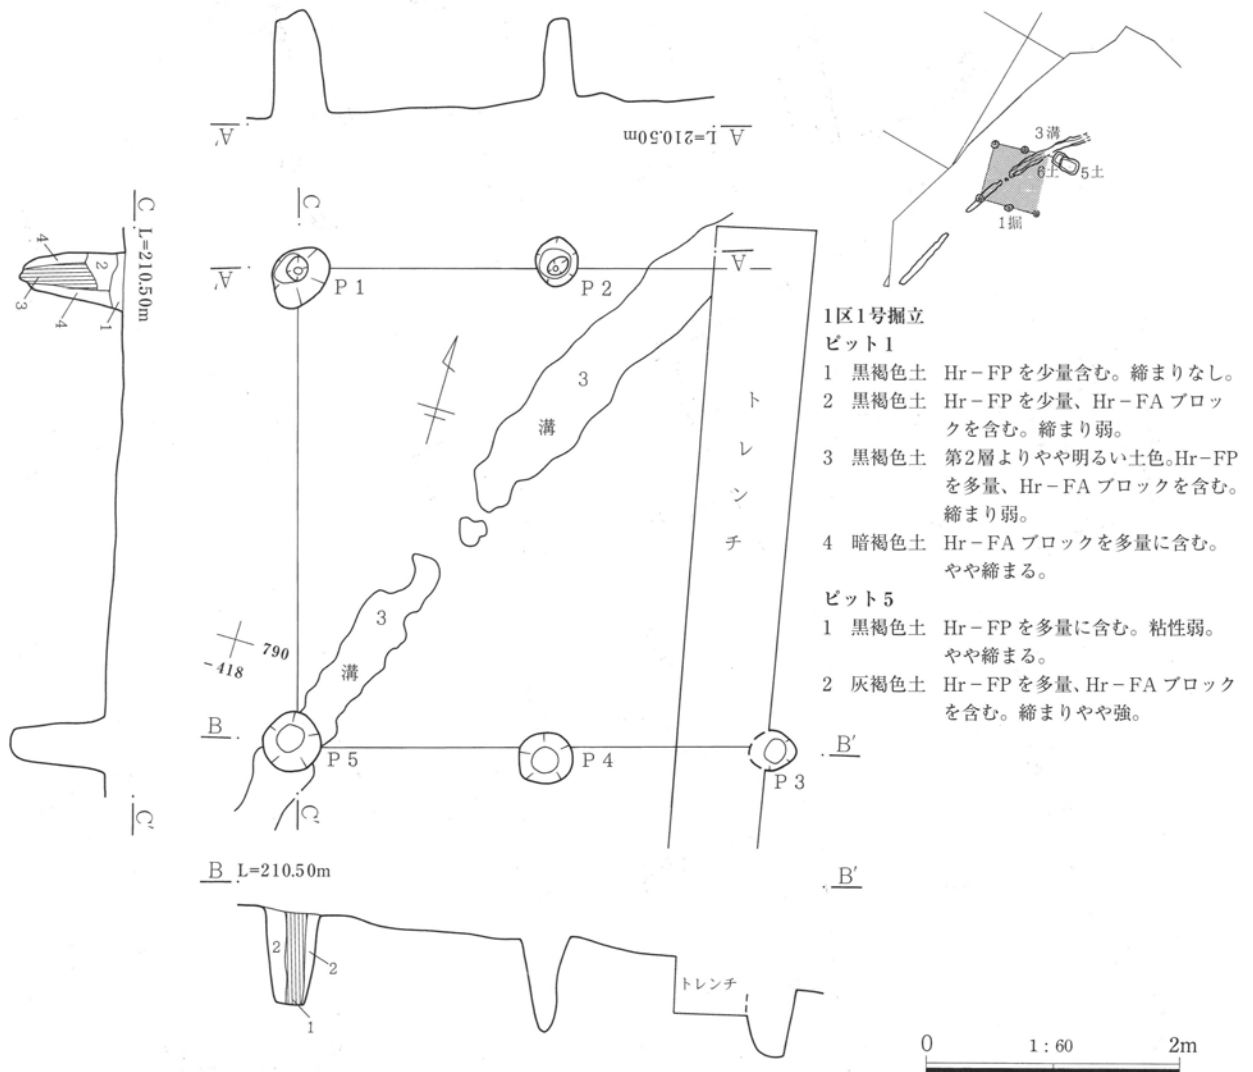 A′
L=210.50m
A
3溝
6土
5土
1掘
C
L=210.50m
4
2
3
4
1
C
A′
P1
P2
A
3
溝
トレンチ
3
溝
790
-418
B
P5
P4
P3
B′
C′
C′
1区1号掘立
ピット1
1 黒褐色土 Hr－FPを少量含む。締まりなし。
2 黒褐色土 Hr－FPを少量、Hr－FAブロッ
クを含む。締まり弱。
3 黒褐色土 第2層よりやや明るい土色。Hr－FP
を多量、Hr－FAブロックを含む。
締まり弱。
4 暗褐色土 Hr－FAブロックを多量に含む。
やや締まる。
ピット5
1 黒褐色土 Hr－FPを多量に含む。粘性弱。
やや締まる。
2 灰褐色土 Hr－FPを多量、Hr－FAブロック
を含む。締まりやや強。
B L=210.50m
B′
2
2
1
トレンチ
0 1:60 2m